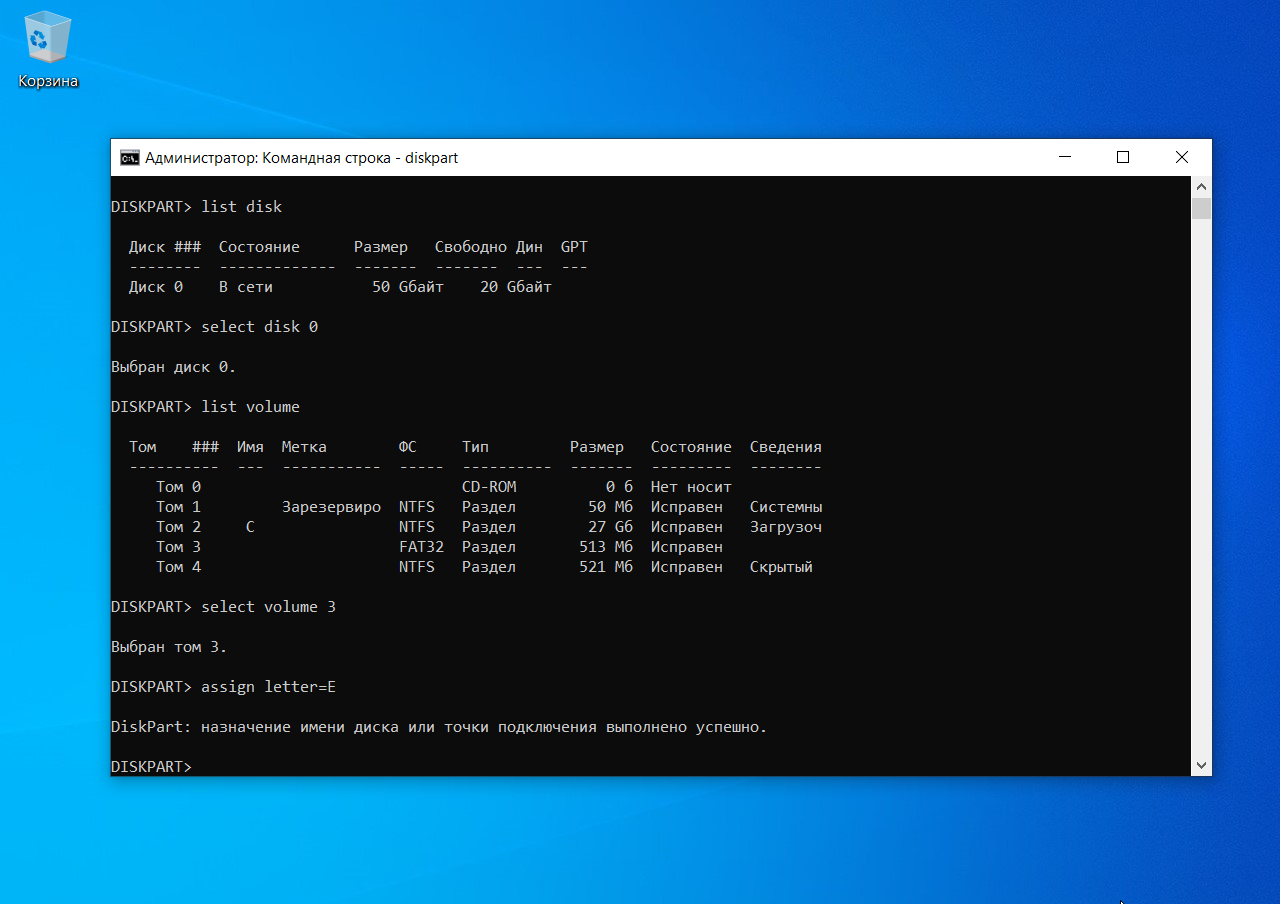 Корзина
Администратор: Командная строка - diskpart
DISKPART> list disk
Диск ###  Состояние      Размер   Свободно Дин  GPT
--------  -------------  -------  -------  ---  ---
Диск 0    В сети           50 Gбайт    20 Gбайт
DISKPART> select disk 0
Выбран диск 0.
DISKPART> list volume
Том    ###  Имя  Метка        ФС     Тип         Размер   Состояние  Сведения
----------  ---  -----------  -----  ----------  -------  ---------  --------
Том 0                             CD-ROM          0 б  Нет носит
Том 1         Зарезервиро  NTFS   Раздел        50 Мб  Исправен   Системны
Том 2     C                NTFS   Раздел        27 Gб  Исправен   Загрузоч
Том 3                      FAT32  Раздел       513 Мб  Исправен
Том 4                      NTFS   Раздел       521 Мб  Исправен   Скрытый
DISKPART> select volume 3
Выбран том 3.
DISKPART> assign letter=E
DiskPart: назначение имени диска или точки подключения выполнено успешно.
DISKPART>